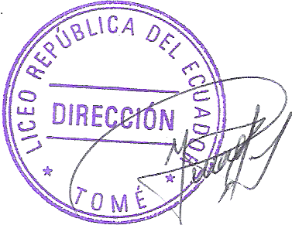 LICEO REPÚBLICA DEL ECUADOR
DIRECCIÓN
* TOMÉ *